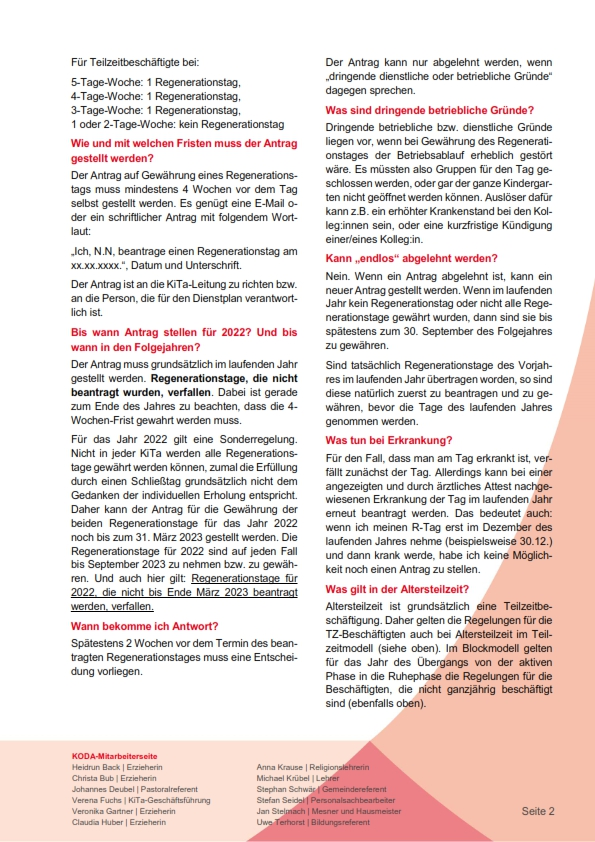 Für Teilzeitbeschäftigte bei:
5-Tage-Woche: 1 Regenerationstag,
4-Tage-Woche: 1 Regenerationstag,
3-Tage-Woche: 1 Regenerationstag,
1 oder 2-Tage-Woche: kein Regenerationstag
Wie und mit welchen Fristen muss der Antrag
gestellt werden?
Der Antrag auf Gewährung eines Regenerations-
tags muss mindestens 4 Wochen vor dem Tag
selbst gestellt werden. Es genügt eine E-Mail o-
der ein schriftlicher Antrag mit folgendem Wort-
laut:
„Ich, N.N, beantrage einen Regenerationstag am
xx.xx.xxxx.“, Datum und Unterschrift.
Der Antrag ist an die KiTa-Leitung zu richten bzw.
an die Person, die für den Dienstplan verantwort-
lich ist.
Bis wann Antrag stellen für 2022? Und bis
wann in den Folgejahren?
Der Antrag muss grundsätzlich im laufenden Jahr
gestellt werden. Regenerationstage, die nicht
beantragt wurden, verfallen. Dabei ist gerade
zum Ende des Jahres zu beachten, dass die 4-
Wochen-Frist gewahrt werden muss.
Für das Jahr 2022 gilt eine Sonderregelung.
Nicht in jeder KiTa werden alle Regenerations-
tage gewährt werden können, zumal die Erfüllung
durch einen Schließtag grundsätzlich nicht dem
Gedanken der individuellen Erholung entspricht.
Daher kann der Antrag für die Gewährung der
beiden Regenerationstage für das Jahr 2022
noch bis zum 31. März 2023 gestellt werden. Die
Regenerationstage für 2022 sind auf jeden Fall
bis September 2023 zu nehmen bzw. zu gewäh-
ren. Und auch hier gilt: Regenerationstage für
2022, die nicht bis Ende März 2023 beantragt
werden, verfallen.
Wann bekomme ich Antwort?
Spätestens 2 Wochen vor dem Termin des bean-
tragten Regenerationstages muss eine Entschei-
dung vorliegen.
Der Antrag kann nur abgelehnt werden, wenn
„dringende dienstliche oder betriebliche Gründe“
dagegen sprechen.
Was sind dringende betriebliche Gründe?
Dringende betriebliche bzw. dienstliche Gründe
liegen vor, wenn bei Gewährung des Regenerati-
onstages der Betriebsablauf erheblich gestört
wäre. Es müssten also Gruppen für den Tag ge-
schlossen werden, oder gar der ganze Kindergar-
ten nicht geöffnet werden können. Auslöser dafür
kann z.B. ein erhöhter Krankenstand bei den Kol-
leg:innen sein, oder eine kurzfristige Kündigung
einer/eines Kolleg:in.
Kann „endlos“ abgelehnt werden?
Nein. Wenn ein Antrag abgelehnt ist, kann ein
neuer Antrag gestellt werden. Wenn im laufenden
Jahr kein Regenerationstag oder nicht alle Rege-
nerationstage gewährt wurden, dann sind sie bis
spätestens zum 30. September des Folgejahres
zu gewähren.
Sind tatsächlich Regenerationstage des Vorjah-
res im laufenden Jahr übertragen worden, so sind
diese natürlich zuerst zu beantragen und zu ge-
währen, bevor die Tage des laufenden Jahres
genommen werden.
Was tun bei Erkrankung?
Für den Fall, dass man am Tag erkrankt ist, ver-
fällt zunächst der Tag. Allerdings kann bei einer
angezeigten und durch ärztliches Attest nachge-
wiesenen Erkrankung der Tag im laufenden Jahr
erneut beantragt werden. Das bedeutet auch:
wenn ich meinen R-Tag erst im Dezember des
laufenden Jahres nehme (beispielsweise 30.12.)
und dann krank werde, habe ich keine Möglich-
keit noch einen Antrag zu stellen.
Was gilt in der Altersteilzeit?
Altersteilzeit ist grundsätzlich eine Teilzeitbe-
schäftigung. Daher gelten die Regelungen für die
TZ-Beschäftigten auch bei Altersteilzeit im Teil-
zeitmodell (siehe oben). Im Blockmodell gelten
für das Jahr des Übergangs von der aktiven
Phase in die Ruhephase die Regelungen für die
Beschäftigten, die nicht ganzjährig beschäftigt
sind (ebenfalls oben).
KODA-Mitarbeiterseite
Heidrun Back | Erzieherin
Christa Bub | Erzieherin
Johannes Deubel | Pastoralreferent
Verena Fuchs | KiTa-Geschäftsführung
Veronika Gartner | Erzieherin
Claudia Huber | Erzieherin
Anna Krause | Religionslehrerin
Michael Krübel | Lehrer
Stephan Schwär | Gemeindereferent
Stefan Seidel | Personalsachbearbeiter
Jan Stelmach | Mesner und Hausmeister
Uwe Terhorst | Bildungsreferent
Seite 2